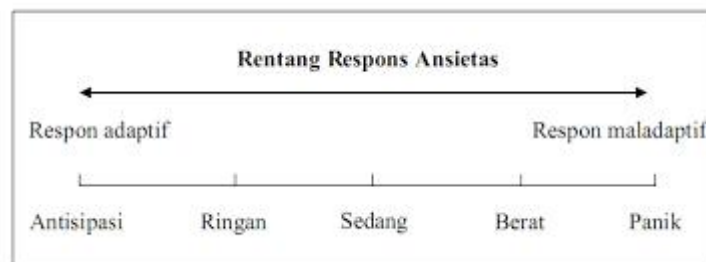 Rentang Respons Ansietas
Respon adaptif Respon maladaptif
Antisipasi Ringan Sedang Berat Panik